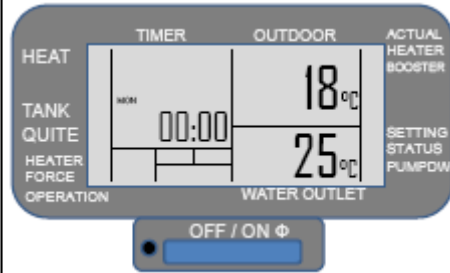 TIMER OUTDOOR ACTUAL
HEAT HEATER
BOOSTER
MON 18°C
TANK 00:00
QUITE SETTING
HEATER 25°C STATUS
FORCE PUMPDW
OPERATION WATER OUTLET
OFF / ON Φ